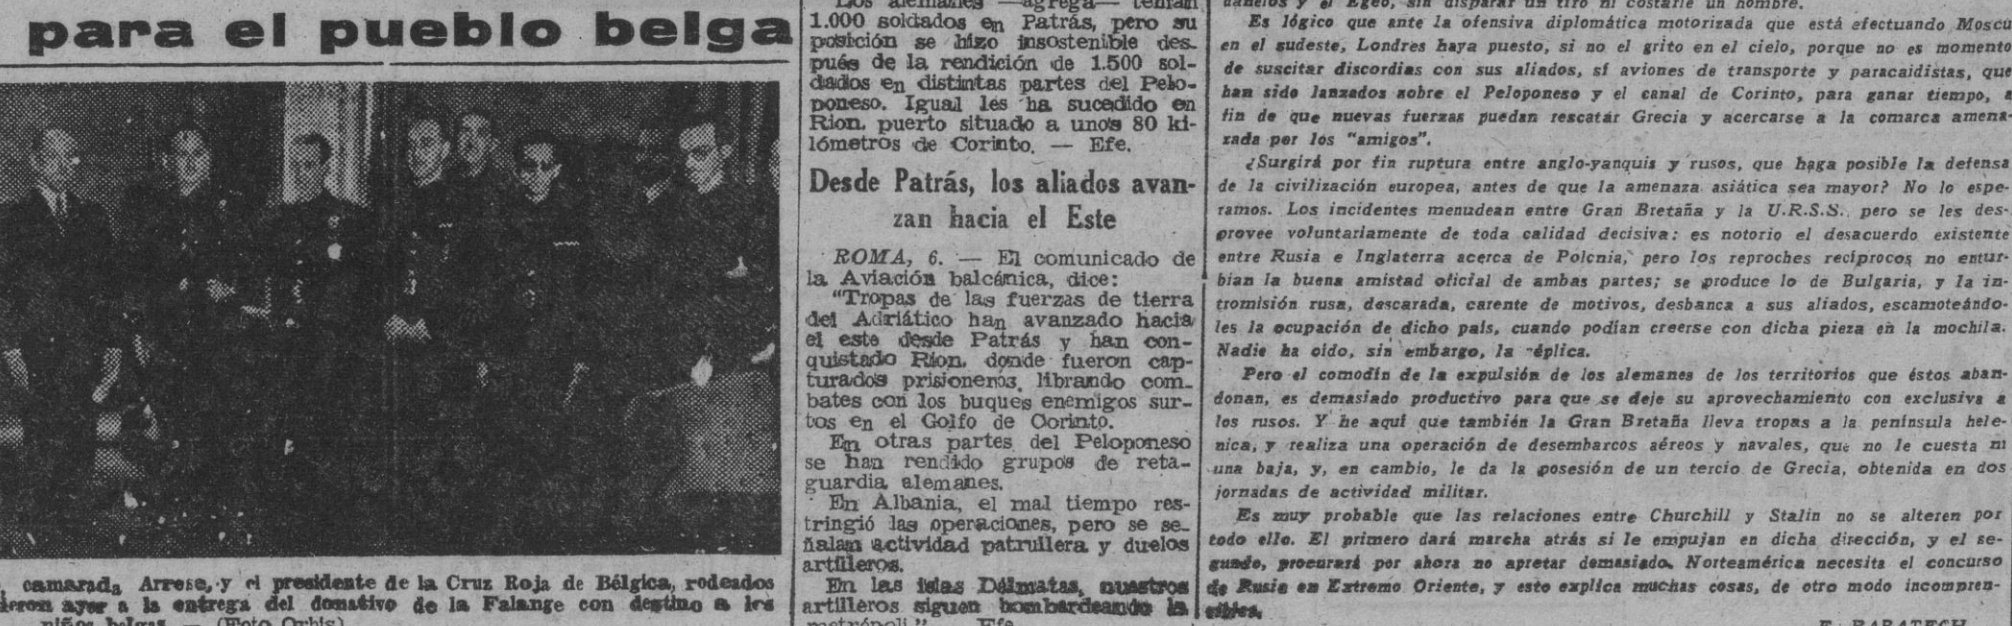 para el pueblo belga
camarada Arrese, y el presidente de la Cruz Roja de Bélgica, rodeados
ayer a la entrega del donativo de la Falange con destino a los
niños belgas. — (Foto Orbis)
Los alemanes —agrega— tenían
1.000 soldados en Patrás, pero su
posición se hizo insostenible des-
pués de la rendición de 1.500 sol-
dados en distintas partes del Pelo-
poneso. Igual les ha sucedido en
Rion, puerto situado a unos 80 ki-
lómetros de Corinto. — Efe.
Desde Patrás, los aliados avan-
zan hacia el Este
ROMA, 6. — El comunicado de
la Aviación balcánica, dice:
"Tropas de las fuerzas de tierra
del Adriático han avanzado hacia
el este desde Patrás y han con-
quistado Rion, donde fueron cap-
turados prisioneros, librando com-
bates con los buques enemigos sur-
tos en el Golfo de Corinto.
En otras partes del Peloponeso
se han rendido grupos de reta-
guardia alemanes.
En Albania, el mal tiempo res-
tringió las operaciones, pero se se-
ñalan actividad patrullera y duelos
artilleros.
En las islas Dálmatas, nuestros
artilleros siguen bombardeando la
metrópoli." — Efe.
danelos y el Egeo, sin disparar un tiro ni costarle un hombre.
Es lógico que ante la ofensiva diplomática motorizada que está efectuando Moscú
en el sudeste, Londres haya puesto, si no el grito en el cielo, porque no es momento
de suscitar discordias con sus aliados, sí aviones de transporte y paracaidistas, que
han sido lanzados sobre el Peloponeso y el canal de Corinto, para ganar tiempo, a
fin de que nuevas fuerzas puedan rescatar Grecia y acercarse a la comarca amena-
zada por los "amigos".
¿Surgirá por fin ruptura entre anglo-yanquis y rusos, que haga posible la defensa
de la civilización europea, antes de que la amenaza asiática sea mayor? No lo espe-
ramos. Los incidentes menudean entre Gran Bretaña y la U.R.S.S., pero se les des-
provee voluntariamente de toda calidad decisiva: es notorio el desacuerdo existente
entre Rusia e Inglaterra acerca de Polonia, pero los reproches recíprocos no entur-
bian la buena amistad oficial de ambas partes; se produce lo de Bulgaria, y la in-
tromisión rusa, descarada, carente de motivos, desbanca a sus aliados, escamoteándo-
les la ocupación de dicho país, cuando podían creerse con dicha pieza en la mochila.
Nadie ha oído, sin embargo, la réplica.
Pero el comodín de la expulsión de los alemanes de los territorios que éstos aban-
donan, es demasiado productivo para que se deje su aprovechamiento con exclusiva a
los rusos. Y he aquí que también la Gran Bretaña lleva tropas a la península hele-
nica, y realiza una operación de desembarcos aéreos y navales, que no le cuesta ni
una baja, y, en cambio, le da la posesión de un tercio de Grecia, obtenida en dos
jornadas de actividad militar.
Es muy probable que las relaciones entre Churchill y Stalin no se alteren por
todo ello. El primero dará marcha atrás si le empujan en dicha dirección, y el se-
gundo, procurará por ahora no apretar demasiado. Norteamérica necesita el concurso
de Rusia en Extremo Oriente, y esto explica muchas cosas, de otro modo incompren-
sibles.
F. BARATECH